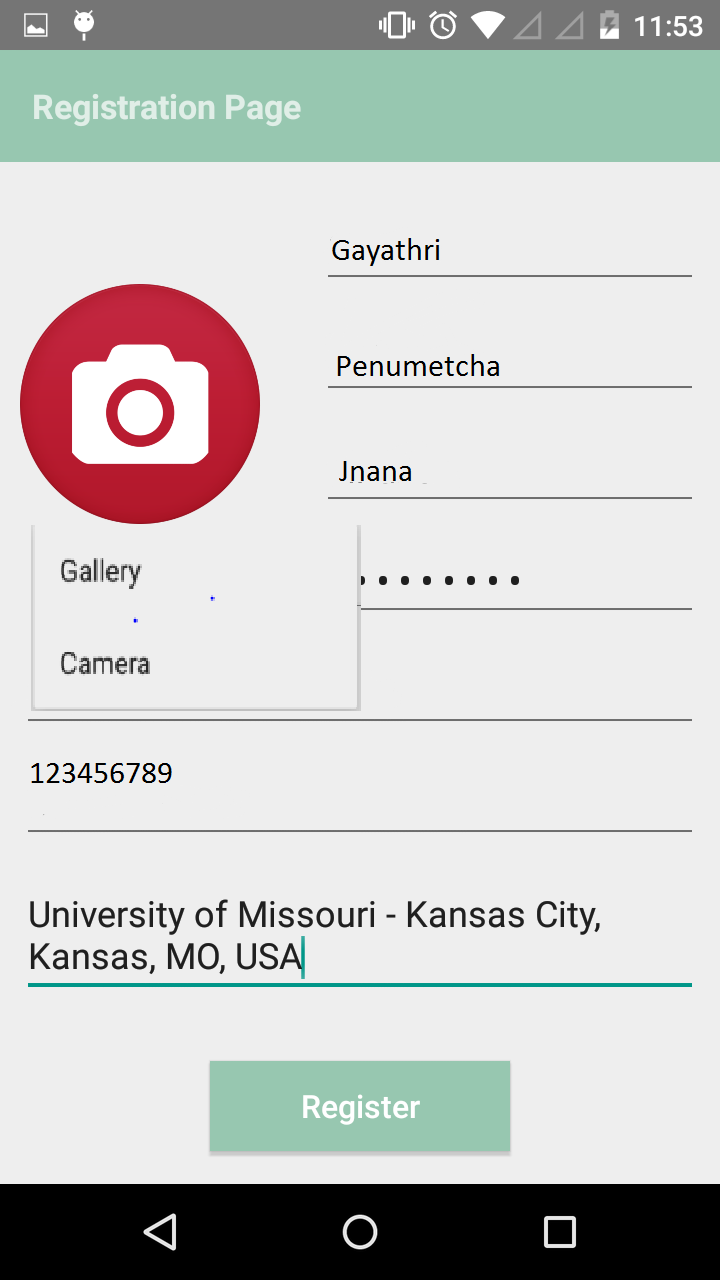 11:53
Registration Page
Gayathri
Penumetcha
Jnana
Gallery
Camera
123456789
University of Missouri - Kansas City,
Kansas, MO, USA
Register